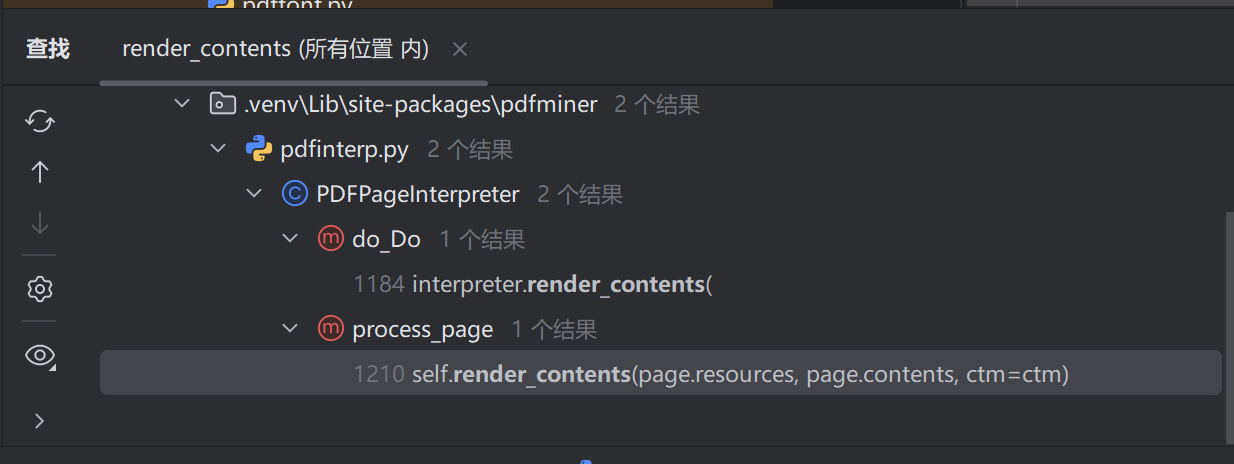 pdffont.py
查找 render_contents (所有位置 内)
.venv\Lib\site-packages\pdfminer 2 个结果
pdfinterp.py 2 个结果
PDFPageInterpreter 2 个结果
do_Do 1 个结果
1184 interpreter.render_contents(
process_page 1 个结果
1210 self.render_contents(page.resources, page.contents, ctm=ctm)